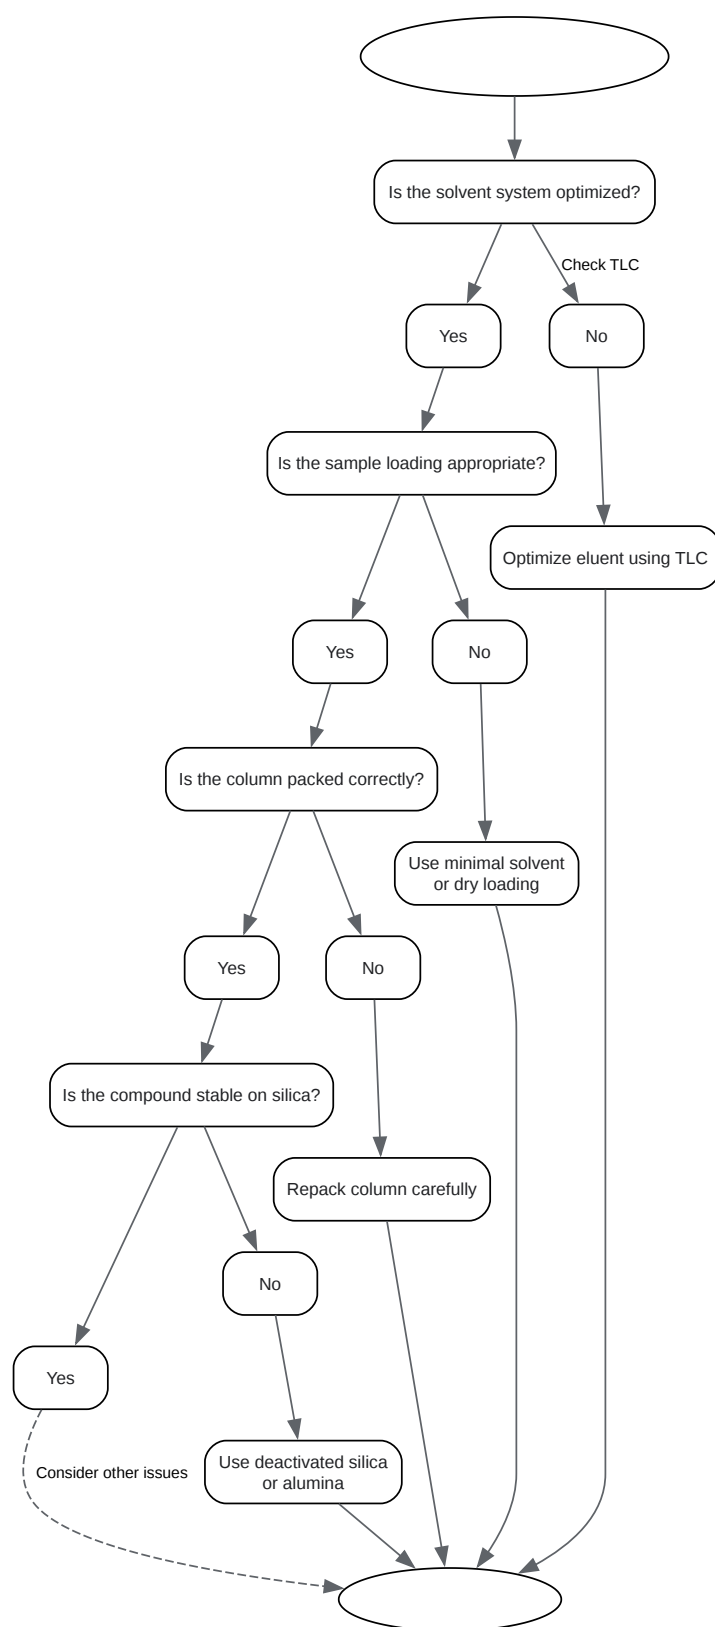 Is the solvent system optimized?
Check TLC
Yes
No
Is the sample loading appropriate?
Optimize eluent using TLC
Yes
No
Is the column packed correctly?
Use minimal solvent
or dry loading
Yes
No
Is the compound stable on silica?
Repack column carefully
No
Yes
Use deactivated silica
or alumina
Consider other issues